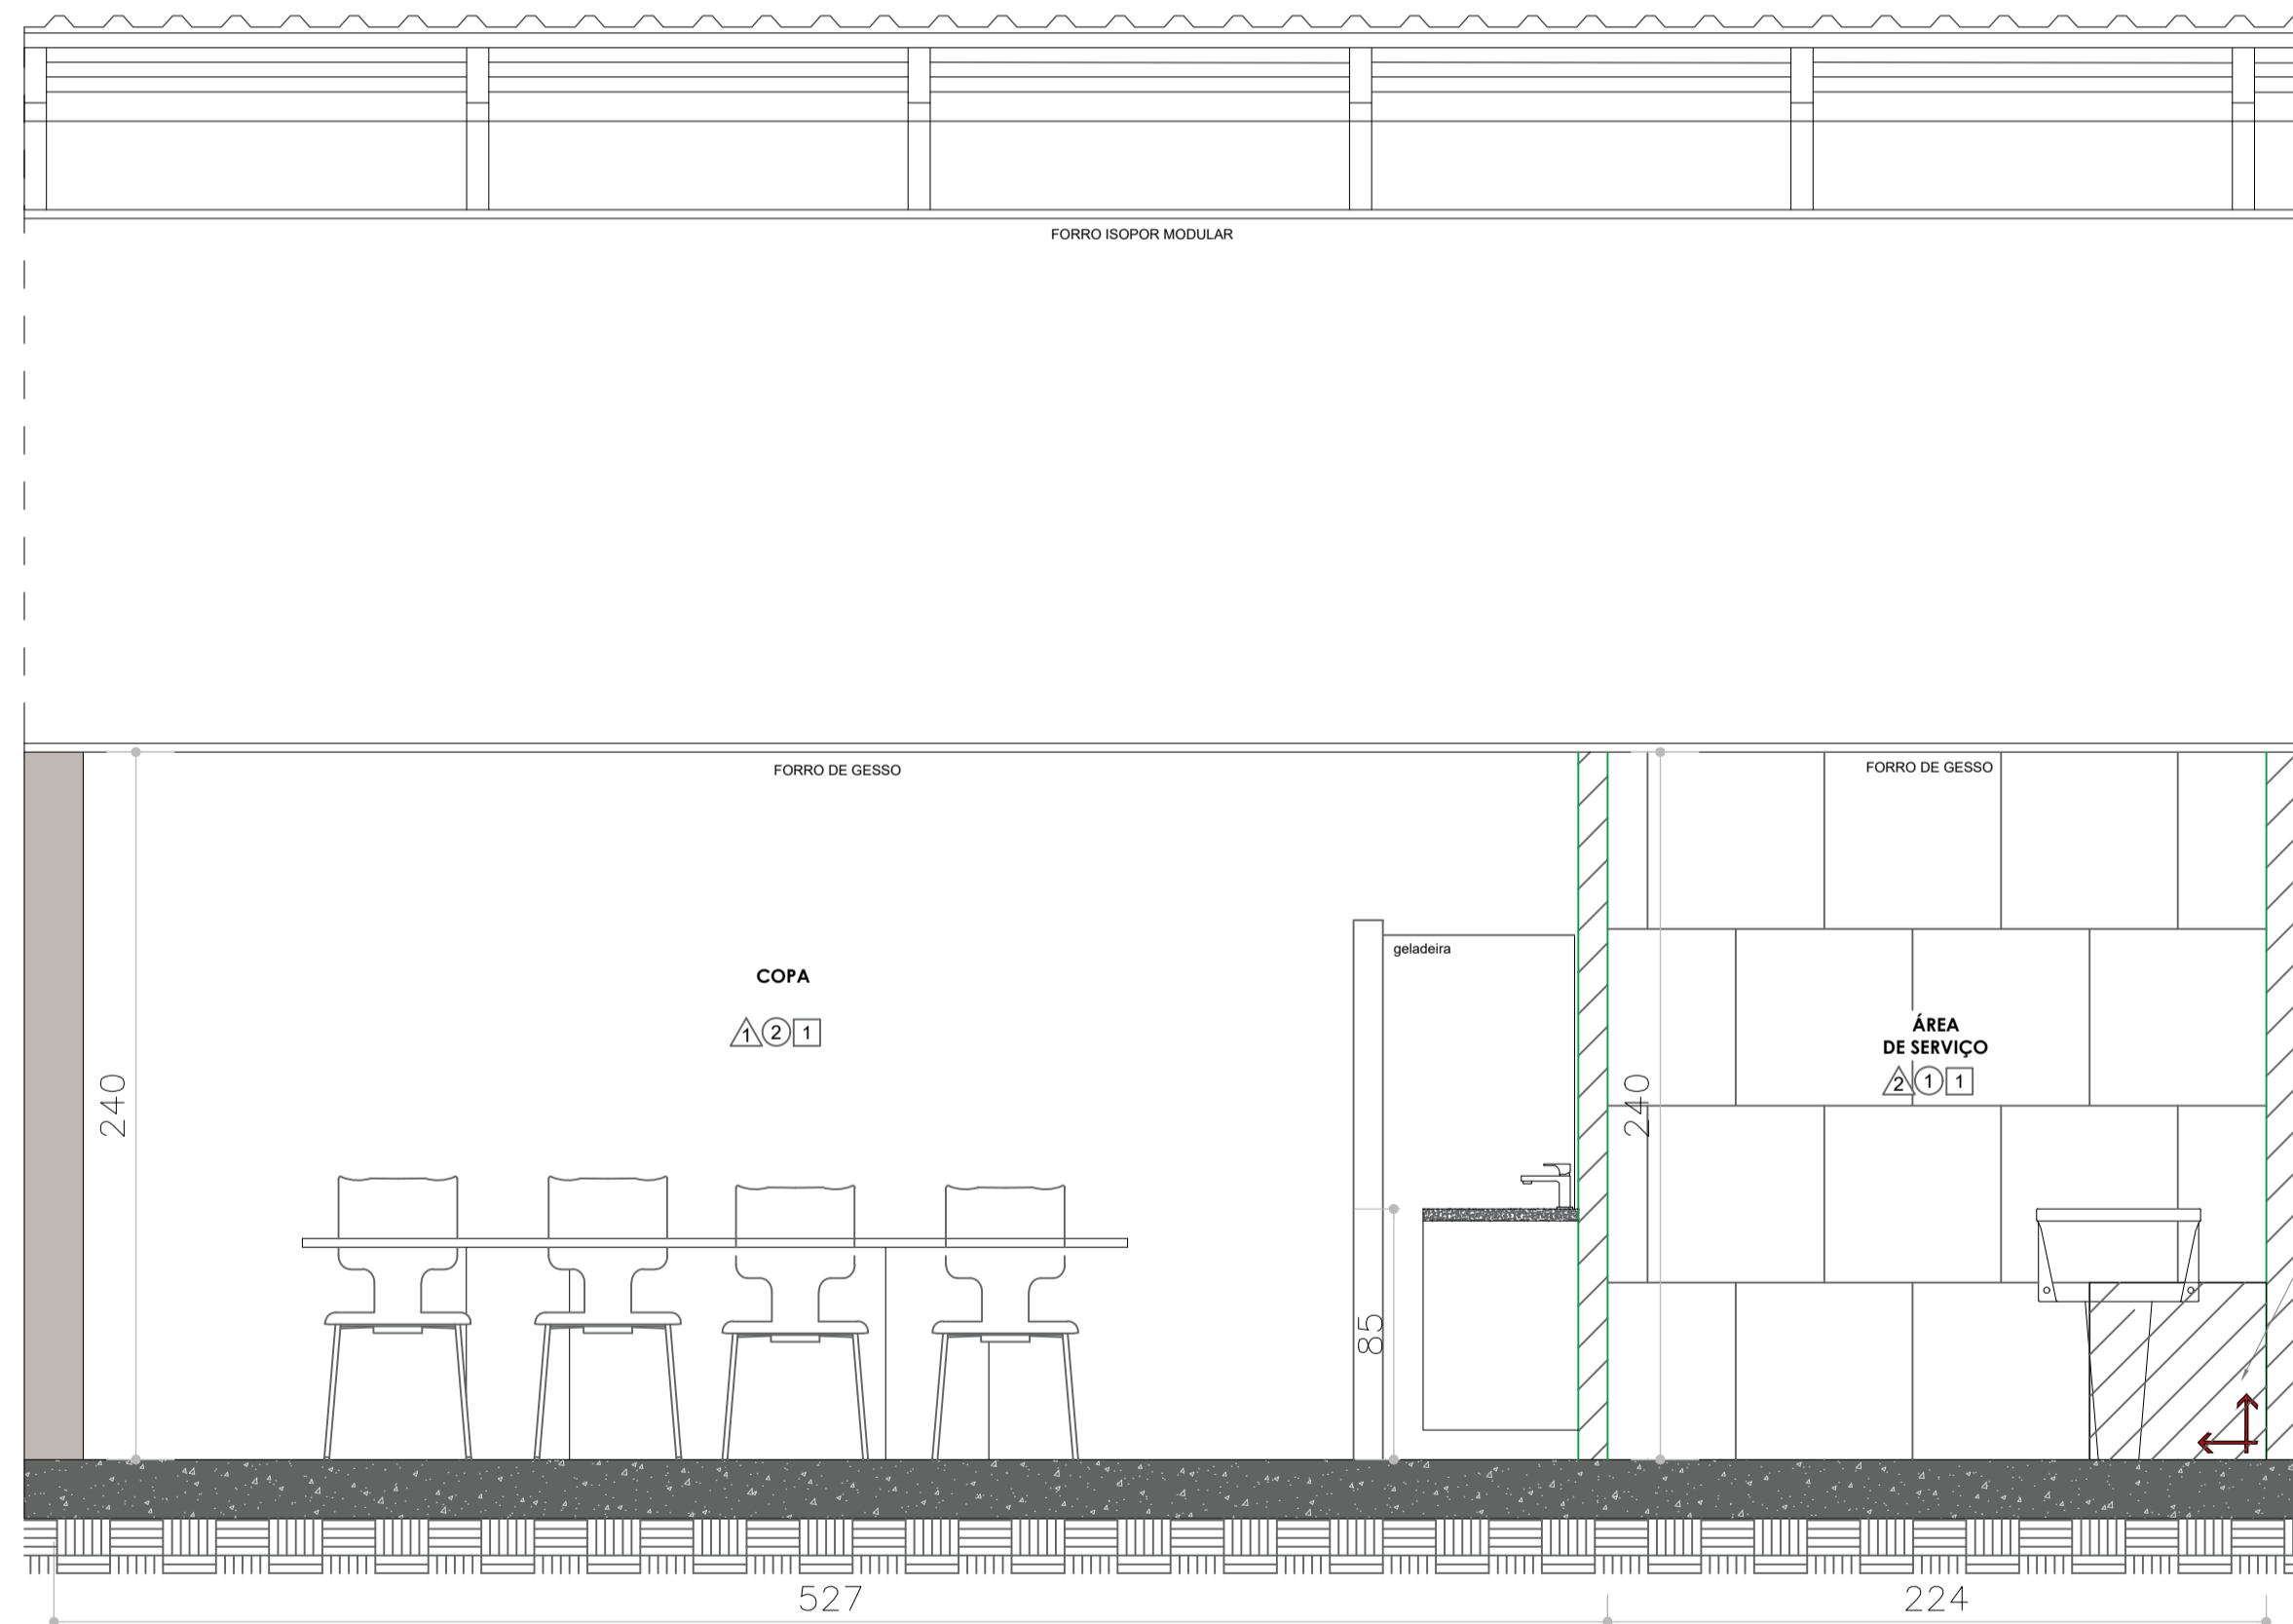 FORRO ISOPOR MODULAR
FORRO DE GESSO
FORRO DE GESSO
geladeira
COPA
1 2 1
ÁREA
DE SERVIÇO
2 1 1
240
240
85
527
224